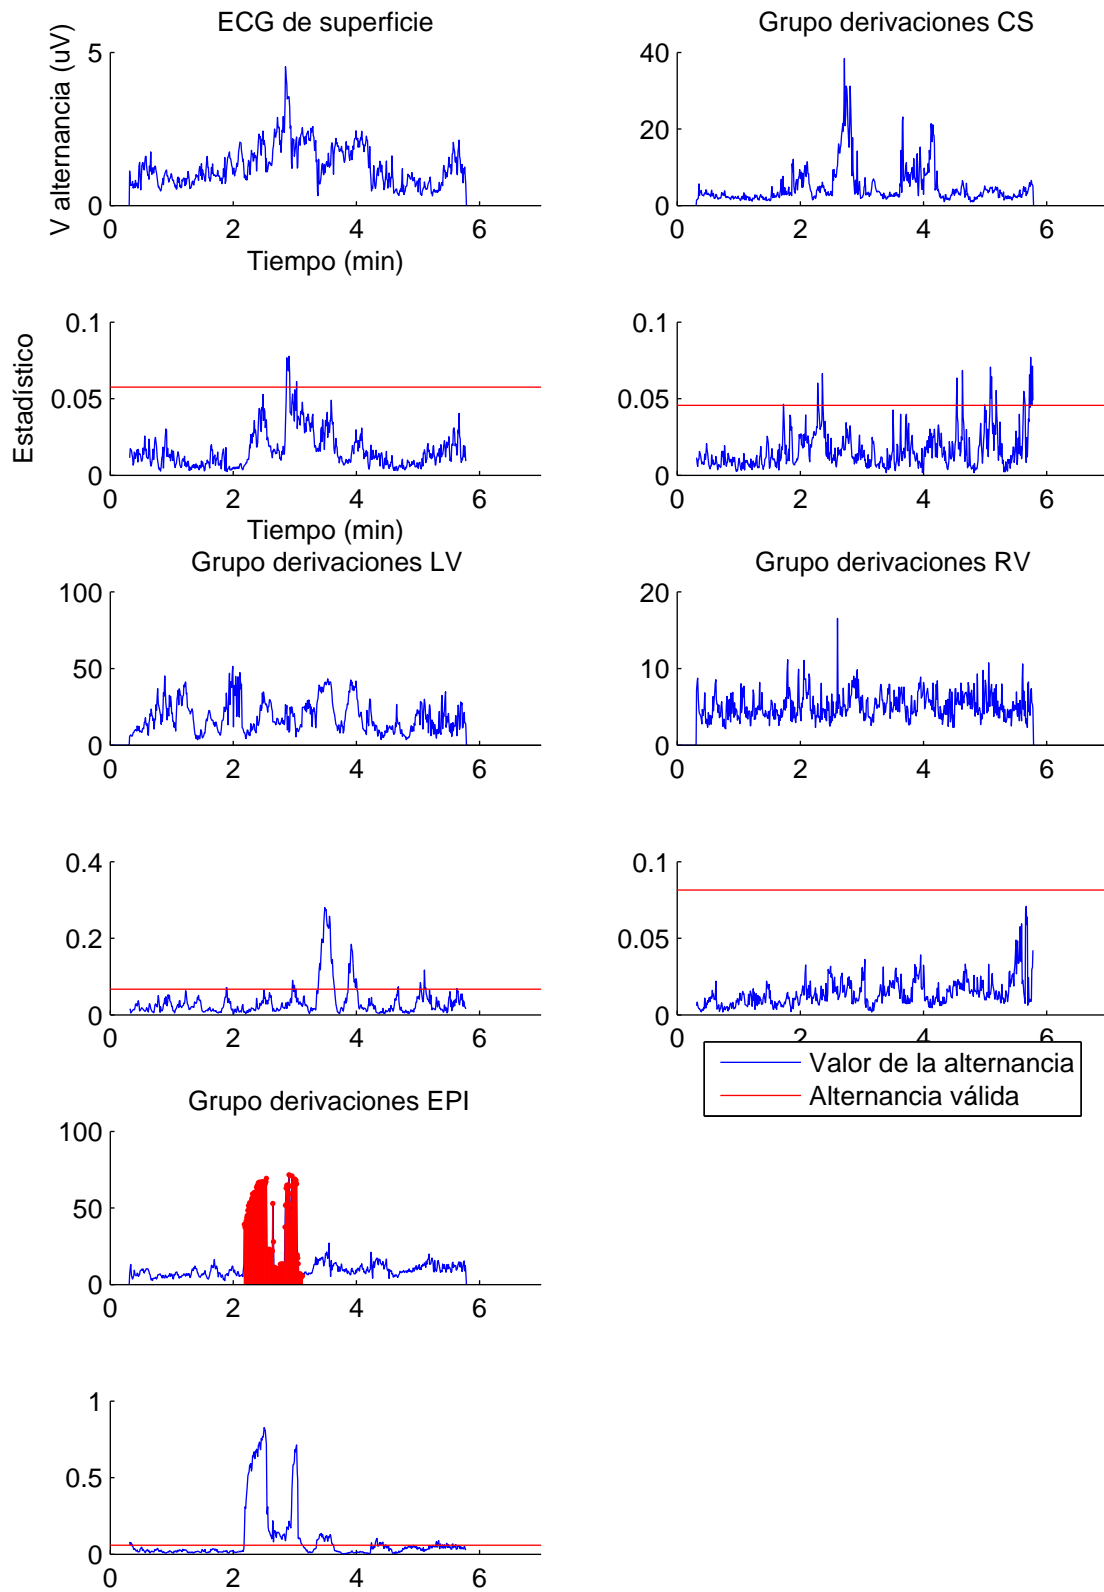 ECG de superficie
Grupo derivaciones CS
V alternancia (uV)
5
0
0 2 4 6
Tiempo (min)
40
20
0
0 2 4 6
Estadístico
0.1
0.05
0
0 2 4 6
Tiempo (min)
0.1
0.05
0
0 2 4 6
Grupo derivaciones LV
Grupo derivaciones RV
100
50
0
0 2 4 6
20
10
0
0 2 4 6
0.4
0.2
0
0 2 4 6
0.1
0.05
0
0 2 4 6
Valor de la alternancia
Alternancia válida
Grupo derivaciones EPI
100
50
0
0 2 4 6
1
0.5
0
0 2 4 6